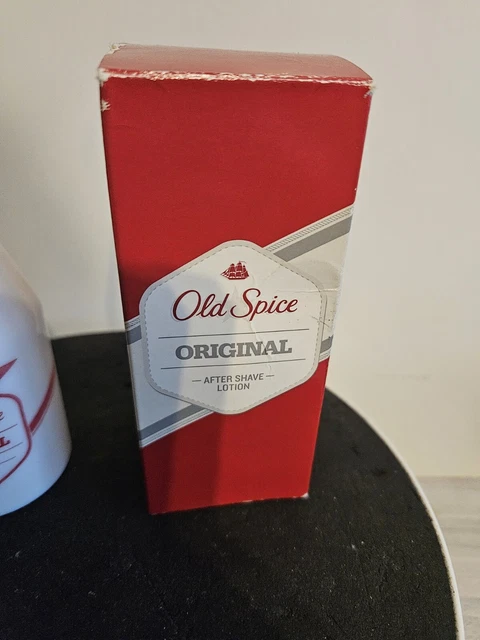 Old Spice
ORIGINAL
AFTER SHAVE
LOTION